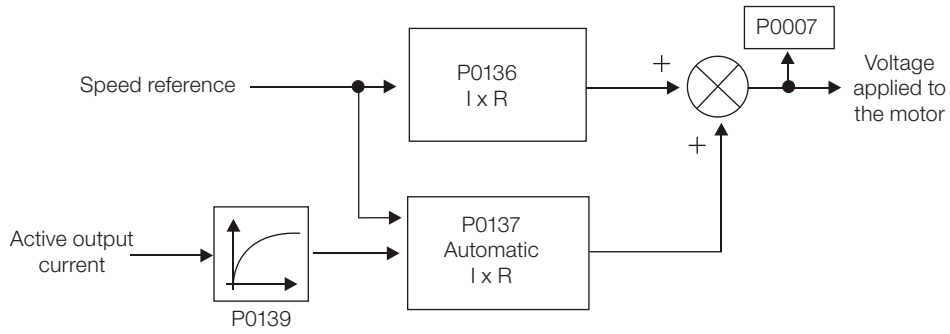 P0007
Speed reference
P0136
I x R
+
Voltage
applied to
the motor
+
Active output
current
P0137
Automatic
I x R
P0139